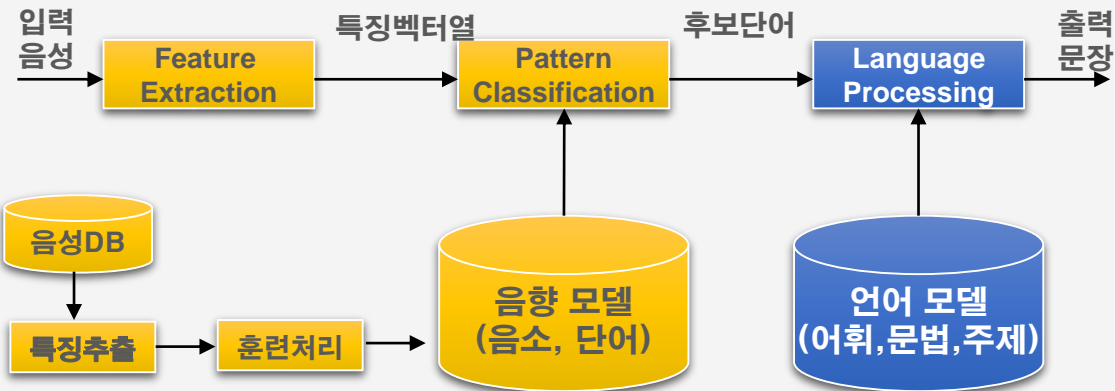 입력
음성
Feature
Extraction
특징벡터열
Pattern
Classification
후보단어
Language
Processing
출력
문장
음성DB
특징추출
훈련처리
음향 모델
(음소, 단어)
언어 모델
(어휘,문법,주제)